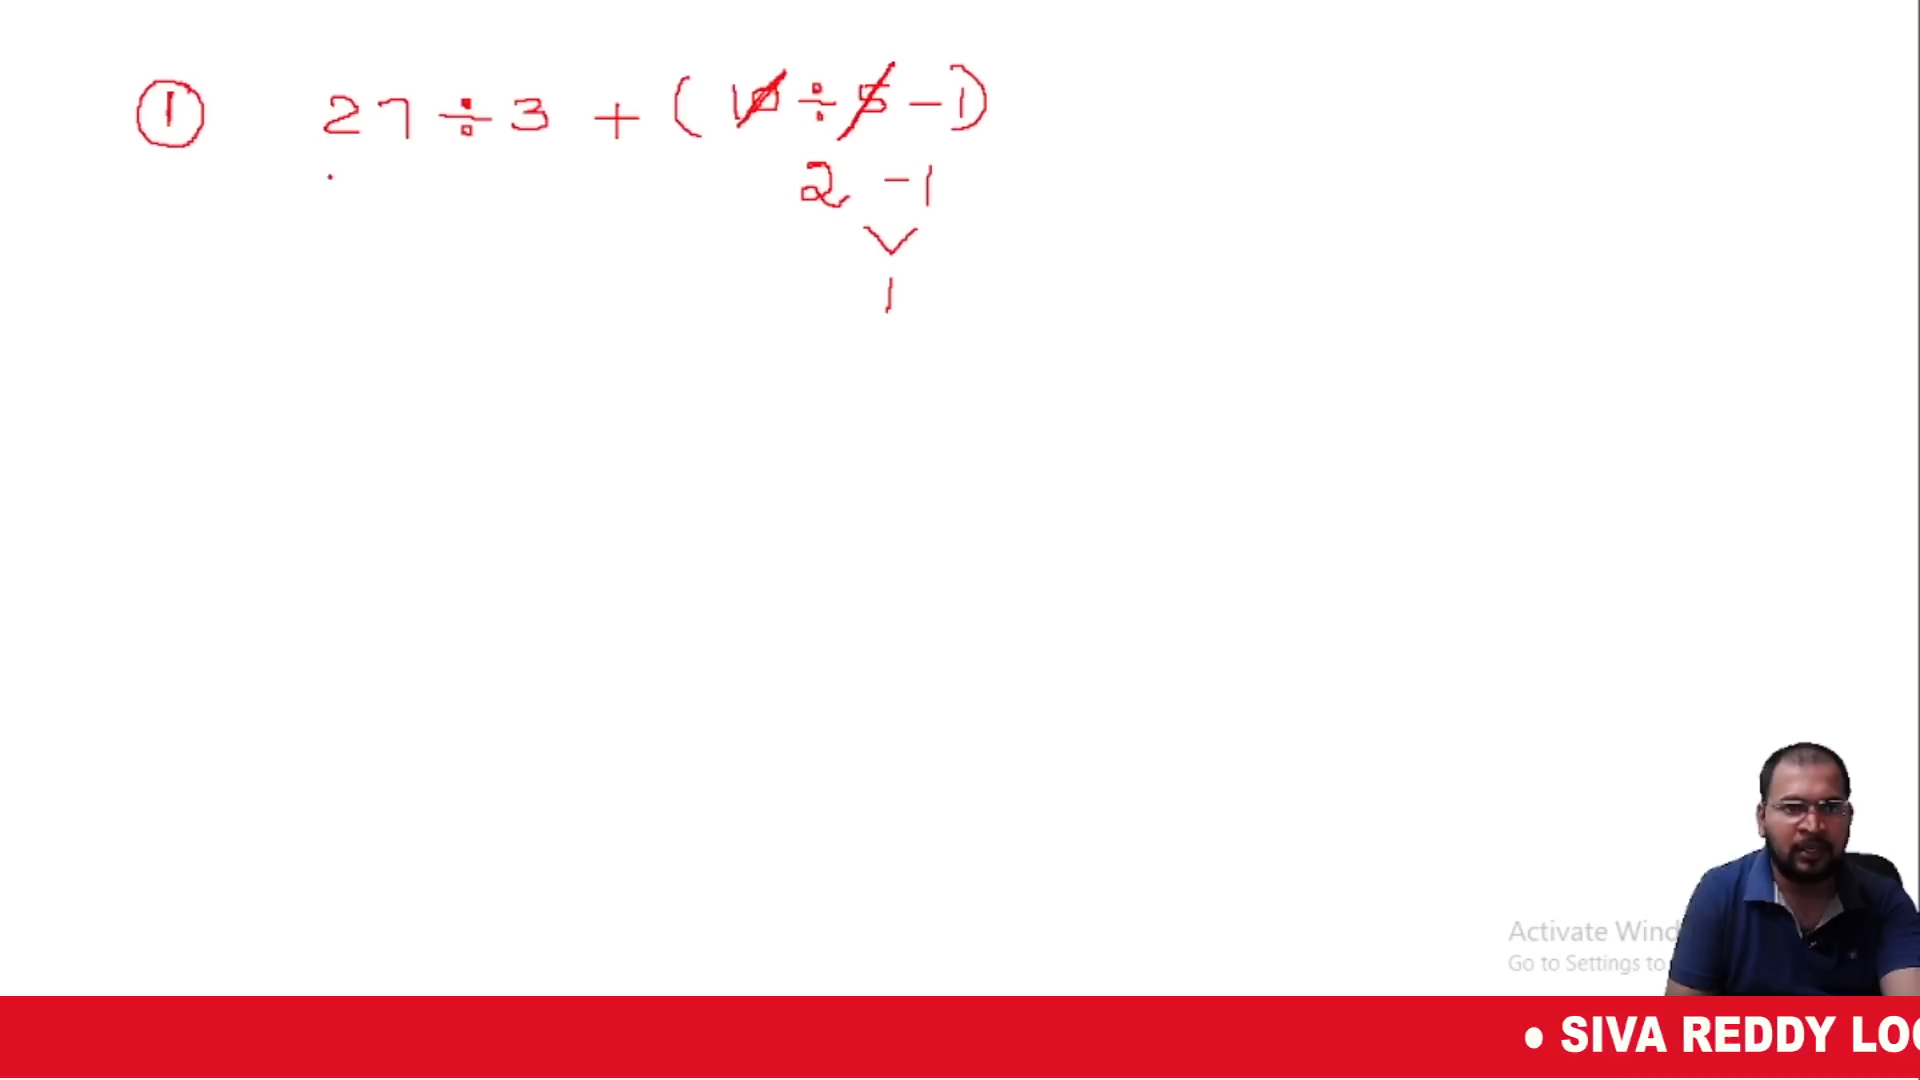 ① 27 ÷ 3 + (10 ÷ 5 - 1)
2 - 1
1
Activate Wind
Go to Settings to
• SIVA REDDY LO